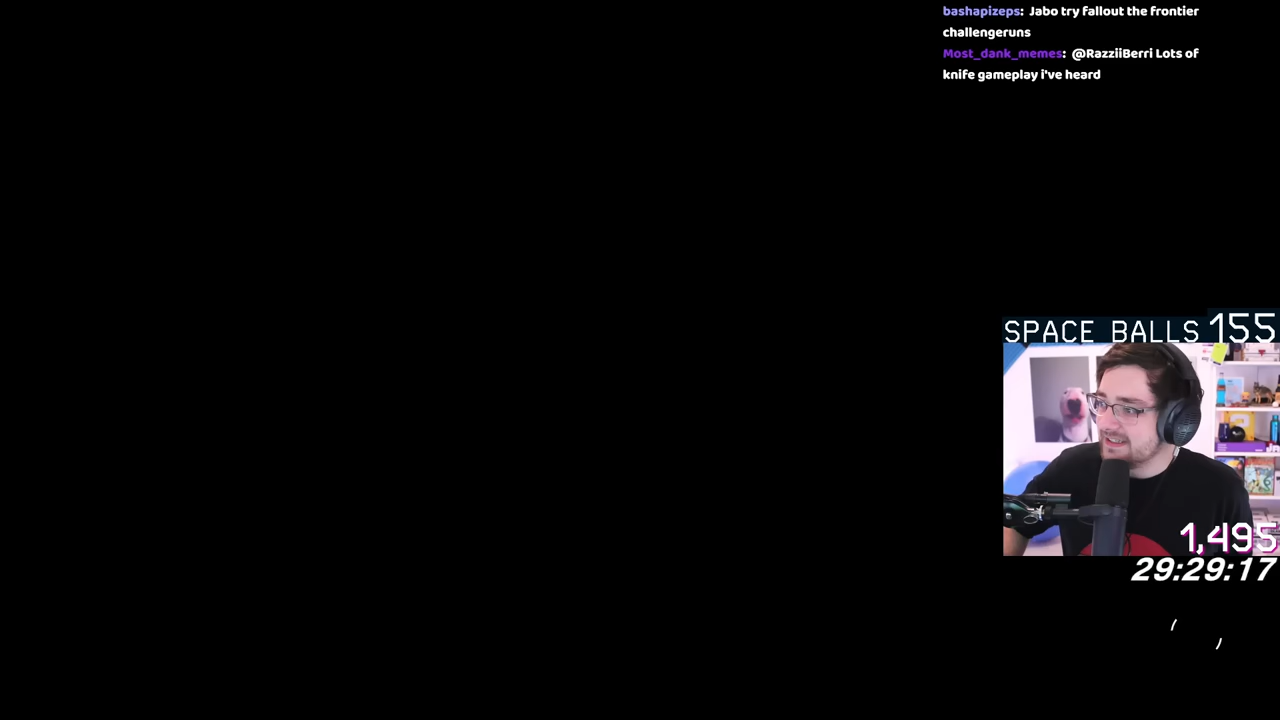 bashapizeps: Jabo try fallout the frontier
challengeruns
Most_dank_memes: @RazziiBerri Lots of
knife gameplay i've heard
SPACE BALLS 155
1,495
29:29:17